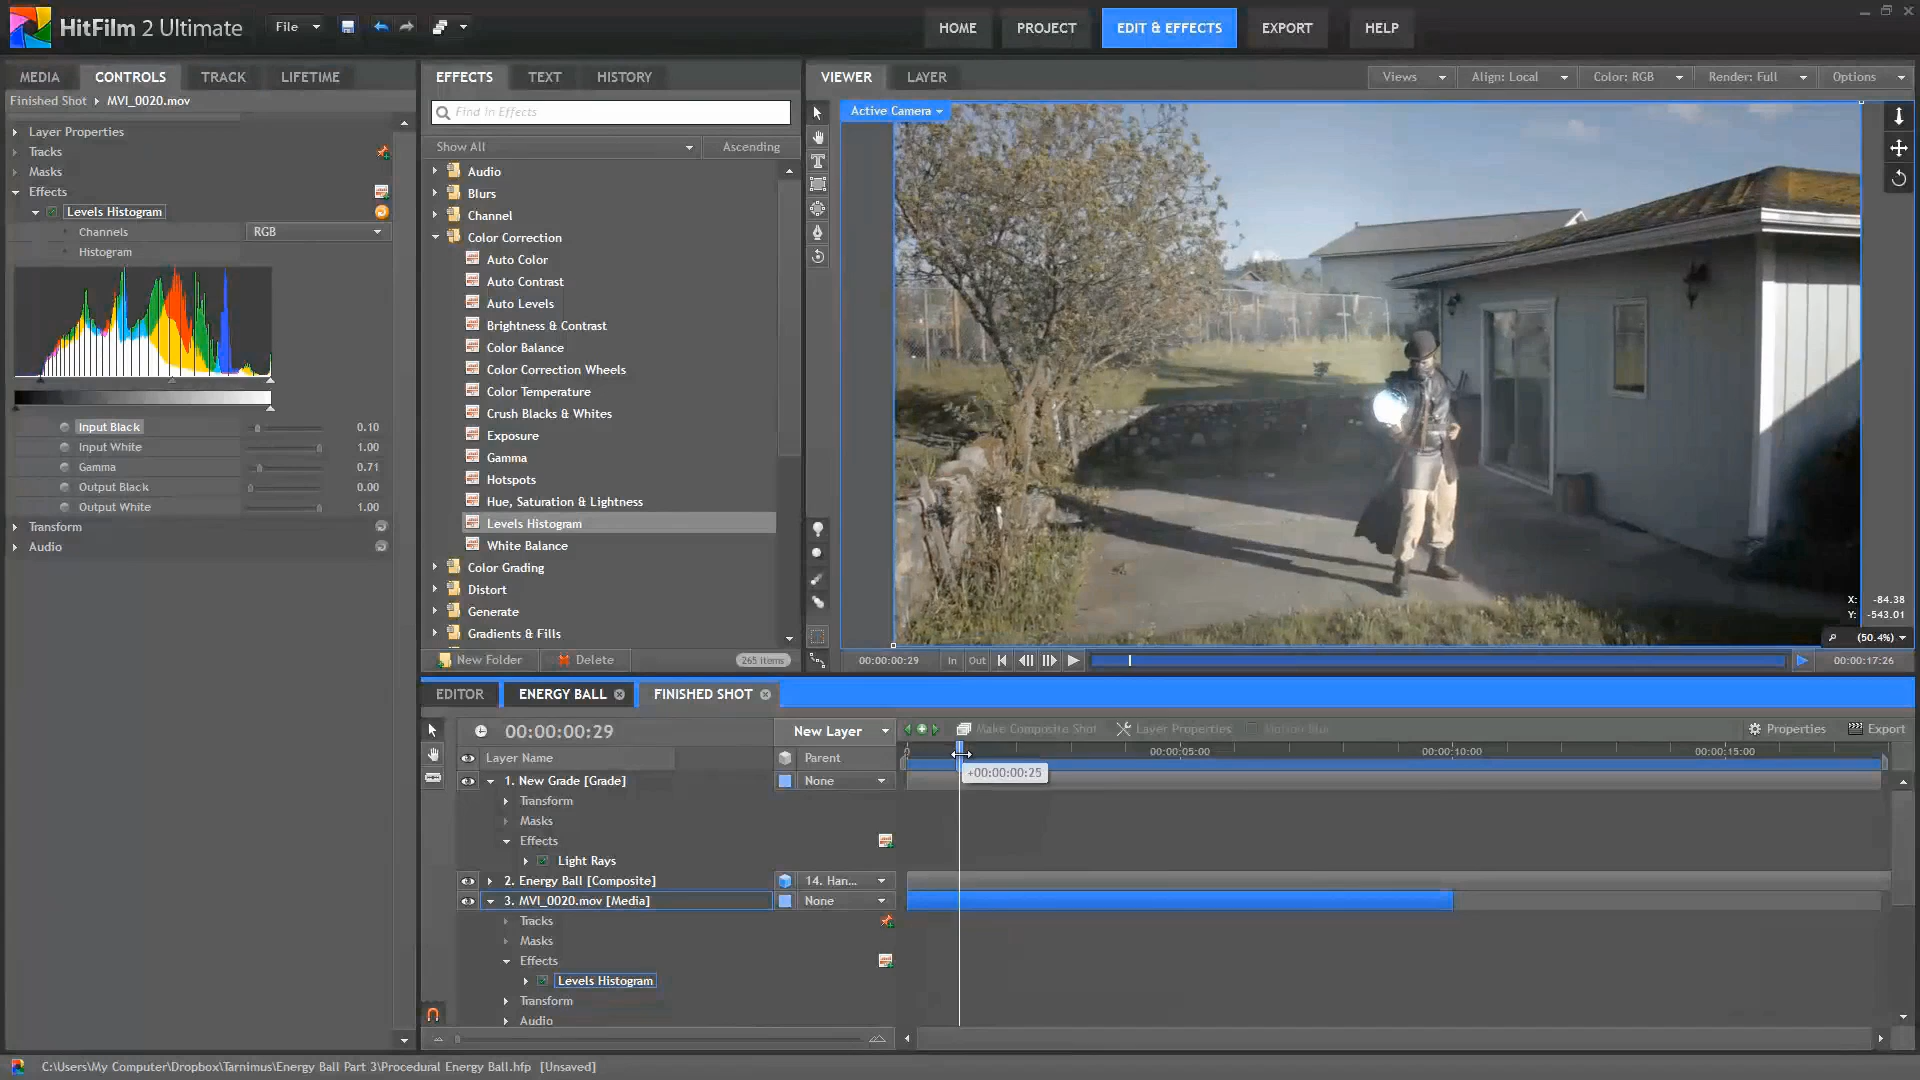 HitFilm 2 Ultimate
File
HOME
PROJECT
EDIT & EFFECTS
EXPORT
HELP
MEDIA
CONTROLS
TRACK
LIFETIME
Finished Shot
MVI_0020.mov
Layer Properties
Tracks
Masks
Effects
Levels Histogram
Channels
RGB
Histogram
Input Black
0.10
Input White
1.00
Gamma
0.71
Output Black
0.00
Output White
1.00
Transform
Audio
EFFECTS
TEXT
HISTORY
Find In Effects
Show All
Ascending
Audio
Blurs
Channel
Color Correction
Auto Color
Auto Contrast
Auto Levels
Brightness & Contrast
Color Balance
Color Correction Wheels
Color Temperature
Crush Blacks & Whites
Exposure
Gamma
Hotspots
Hue, Saturation & Lightness
Levels Histogram
White Balance
Color Grading
Distort
Generate
Gradients & Fills
New Folder
Delete
265 items
VIEWER
LAYER
Views
Align: Local
Color: RGB
Render: Full
Options
Active Camera
X: -84.38
Y: -543.01
(50.4%)
00:00:00:29
In
Out
00:00:17:26
EDITOR
ENERGY BALL
FINISHED SHOT
00:00:00:29
New Layer
Make Composite Shot
Layer Properties
Motion Blur
Properties
Export
Layer Name
Parent
0
00:00:05:00
00:00:10:00
00:00:15:00
+00:00:00:25
1. New Grade [Grade]
None
Transform
Masks
Effects
Light Rays
2. Energy Ball [Composite]
14. Han...
3. MVI_0020.mov [Media]
None
Tracks
Masks
Effects
Levels Histogram
Transform
Audio
C:\Users\My Computer\Dropbox\Tarnimus\Energy Ball Part 3\Procedural Energy Ball.hfp [Unsaved]